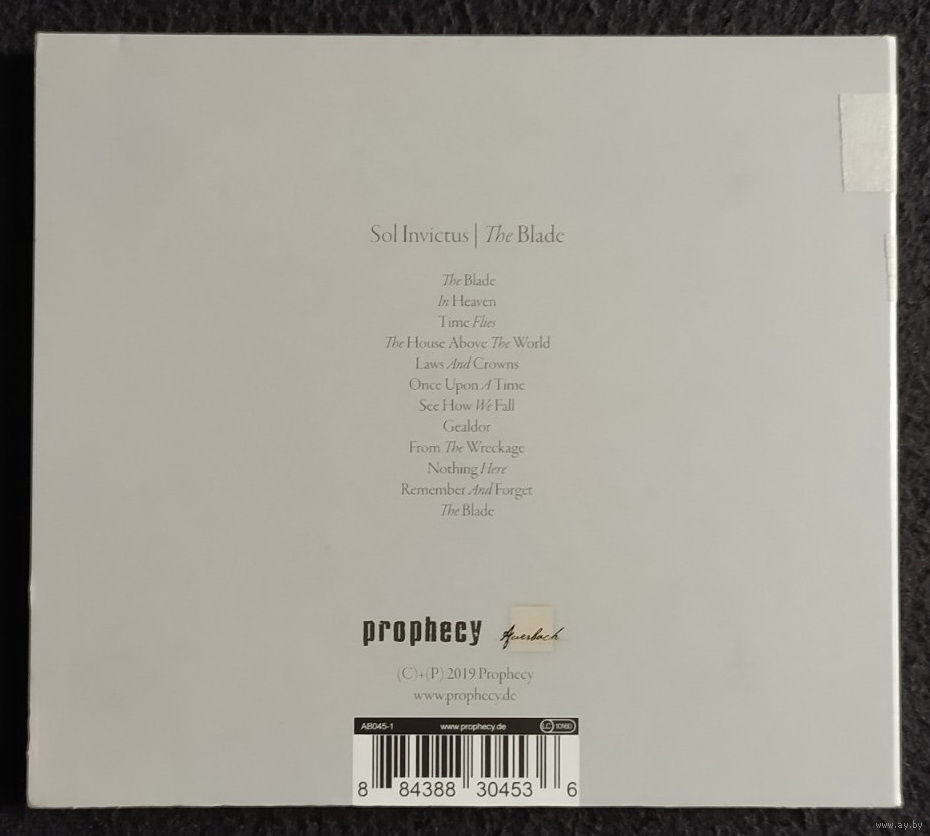 Sol Invictus | The Blade
The Blade
In Heaven
Time Flies
The House Above The World
Laws And Crowns
Once Upon A Time
See How We Fall
Gealdor
From The Wreckage
Nothing Here
Remember And Forget
The Blade
prophecy Auerbach
(C)+(P) 2019 Prophecy
www.prophecy.de
AB045-1 www.prophecy.de LC 10160
8 84388 30453 6
www.ay.by